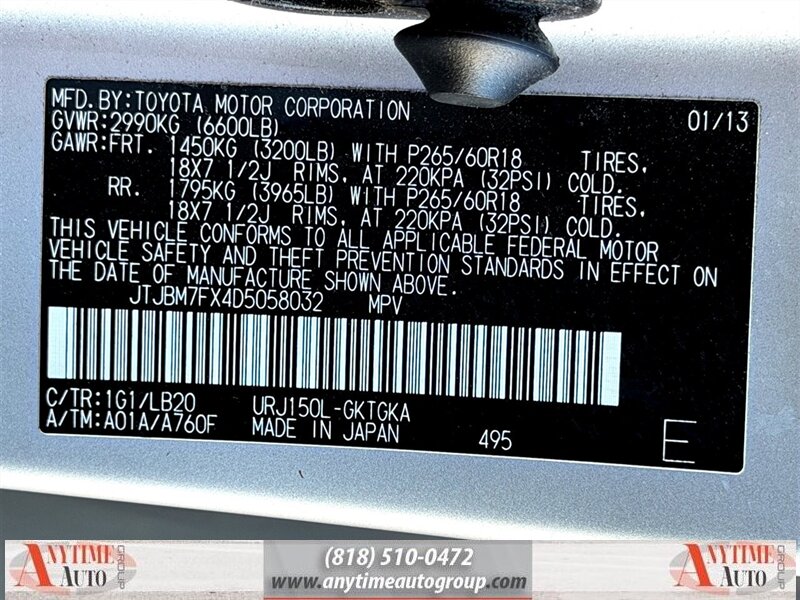 MFD.BY:TOYOTA MOTOR CORPORATION 01/13
GVWR:2990KG (6600LB)
GAWR:FRT. 1450KG (3200LB) WITH P265/60R18 TIRES,
18X7 1/2J RIMS, AT 220KPA (32PSI) COLD.
RR. 1795KG (3965LB) WITH P265/60R18 TIRES,
18X7 1/2J RIMS, AT 220KPA (32PSI) COLD.
THIS VEHICLE CONFORMS TO ALL APPLICABLE FEDERAL MOTOR
VEHICLE SAFETY AND THEFT PREVENTION STANDARDS IN EFFECT ON
THE DATE OF MANUFACTURE SHOWN ABOVE.
JTJBM7FX4D5058032 MPV
C/TR:1G1/LB20 URJ150L-GKTGKA
A/TM:A01A/A760F MADE IN JAPAN 495 E
ANYTIME AUTO GROUP
(818) 510-0472
www.anytimeautogroup.com
ANYTIME AUTO GROUP